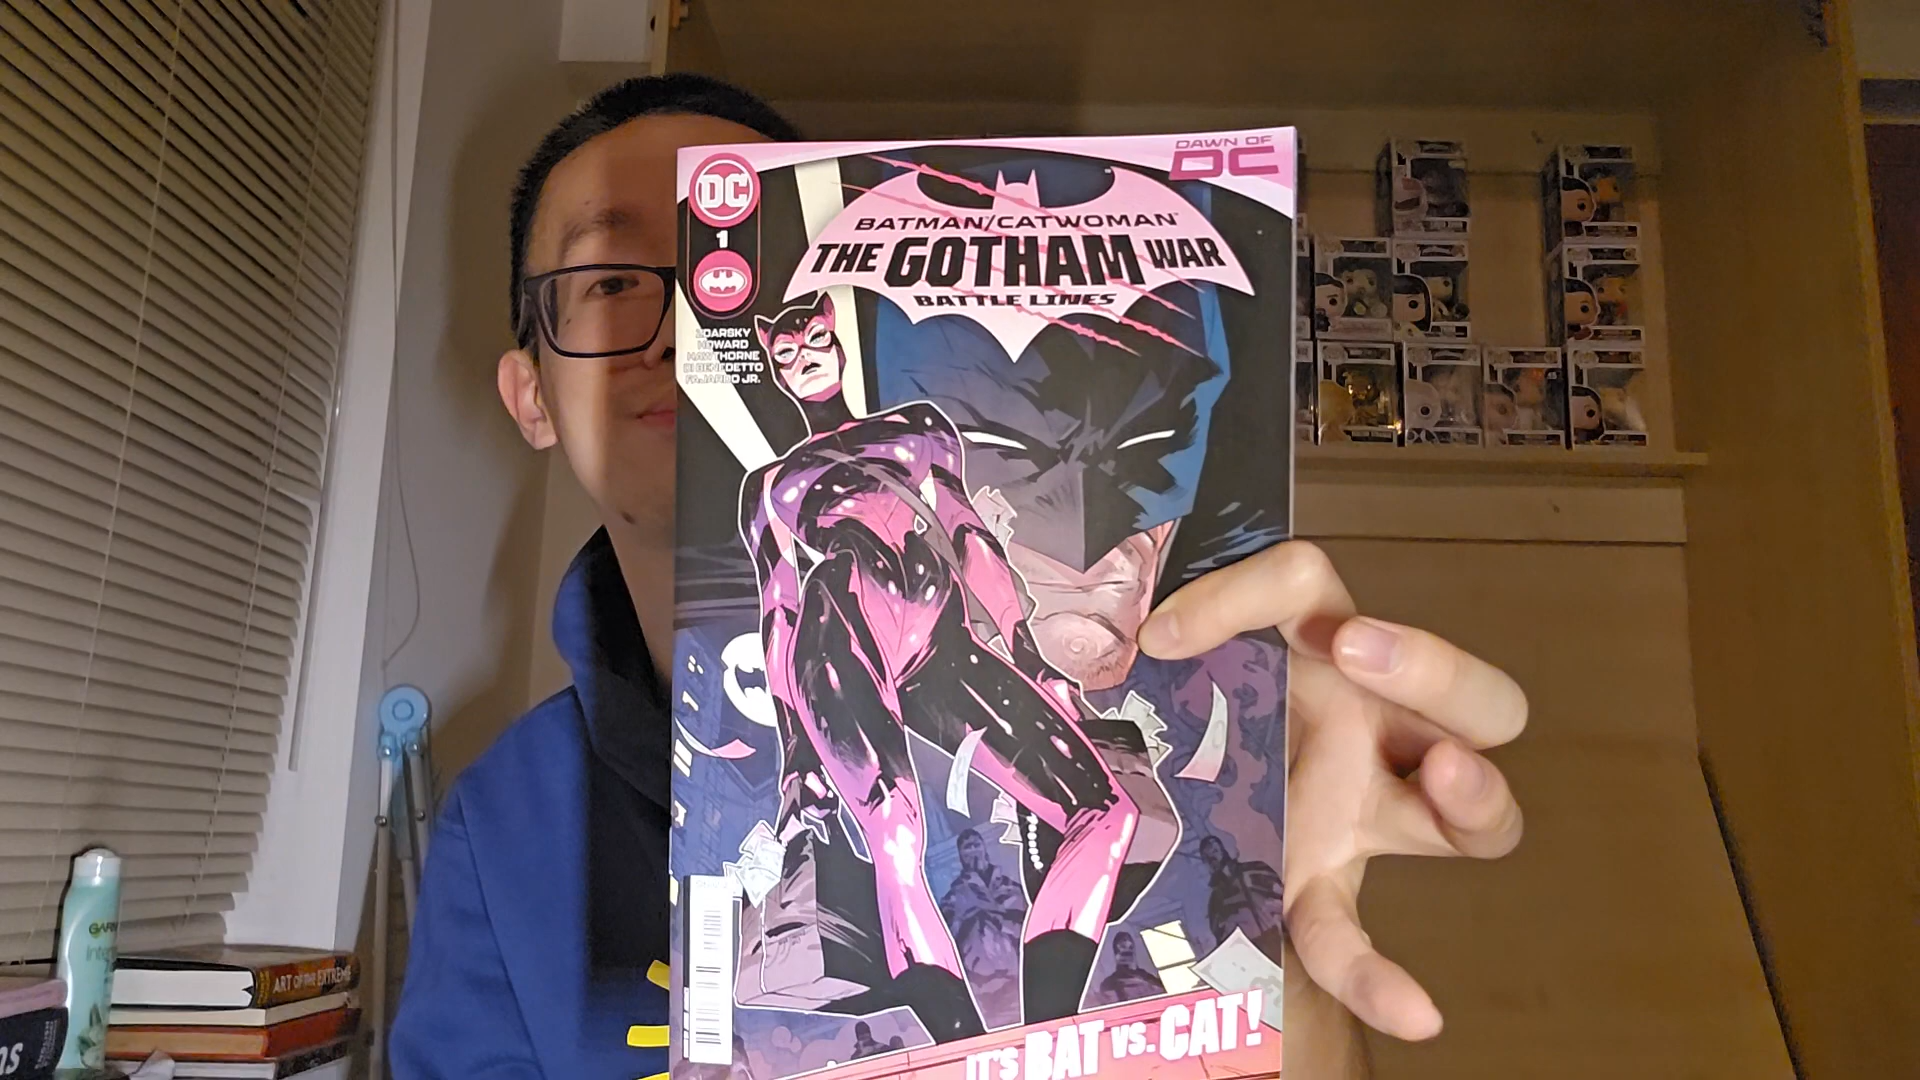 DAWN OF
DC
DC
1
BATMAN/CATWOMAN
THE GOTHAM WAR
BATTLE LINES
ZDARSKY
HOWARD
HAWTHORNE
DI BENEDETTO
FAJARDO JR.
IT'S BAT VS. CAT!
GARN
ART OF THE EXTREME